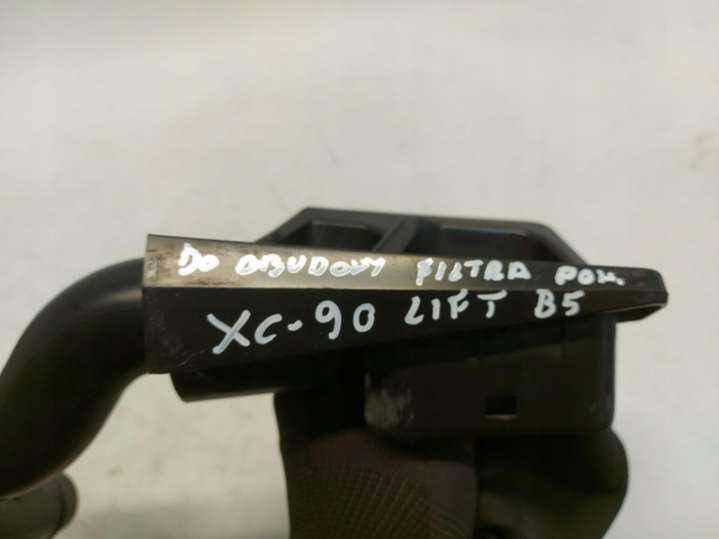 DO OBUDOWY FILTRA POW.
XC-90 LIFT B5